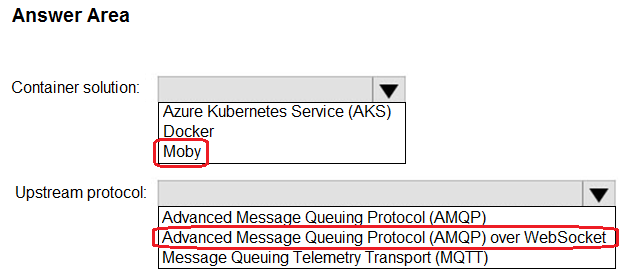 Answer Area
Container solution:
Azure Kubernetes Service (AKS)
Docker
Moby
Upstream protocol:
Advanced Message Queuing Protocol (AMQP)
Advanced Message Queuing Protocol (AMQP) over WebSocket
Message Queuing Telemetry Transport (MQTT)